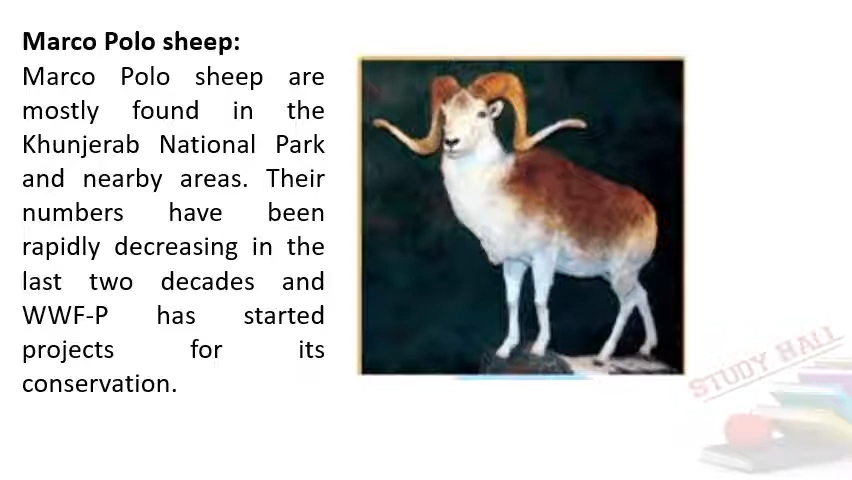 Marco Polo sheep:
Marco Polo sheep are
mostly found in the
Khunjerab National Park
and nearby areas. Their
numbers have been
rapidly decreasing in the
last two decades and
WWF-P has started
projects for its
conservation.
STUDY HALL